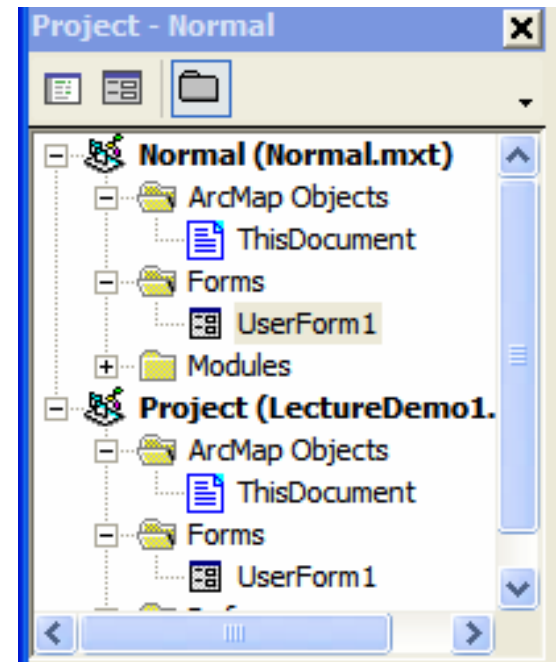 Project - Normal
Normal (Normal.mxt)
ArcMap Objects
ThisDocument
Forms
UserForm1
Modules
Project (LectureDemo1.
ArcMap Objects
ThisDocument
Forms
UserForm1